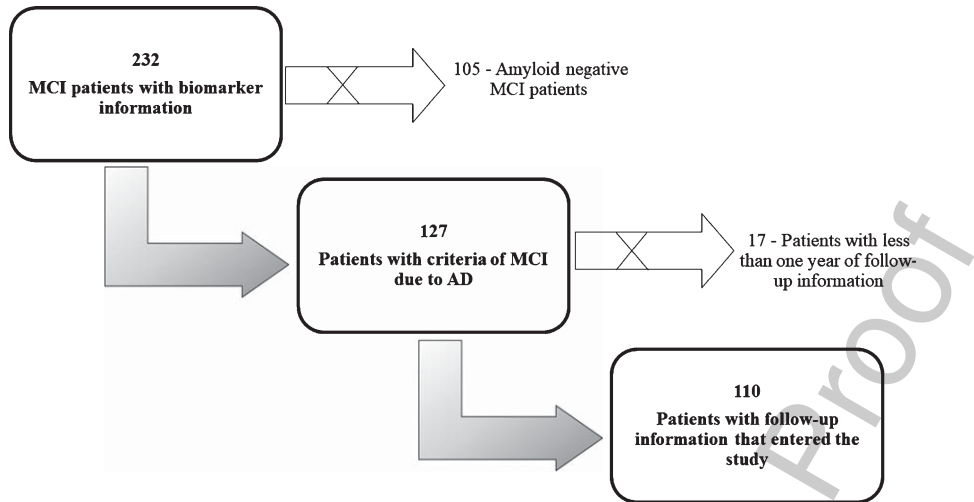 232
MCI patients with biomarker
information
105 - Amyloid negative
MCI patients
127
Patients with criteria of MCI
due to AD
17 - Patients with less
than one year of follow-
up information
110
Patients with follow-up
information that entered the
study
Proof